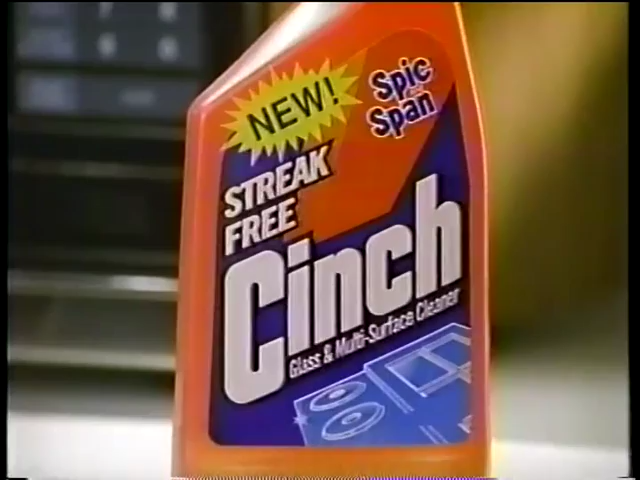 NEW!
Spic
and
Span
STREAK
FREE
Cinch
Glass & Multi-Surface Cleaner